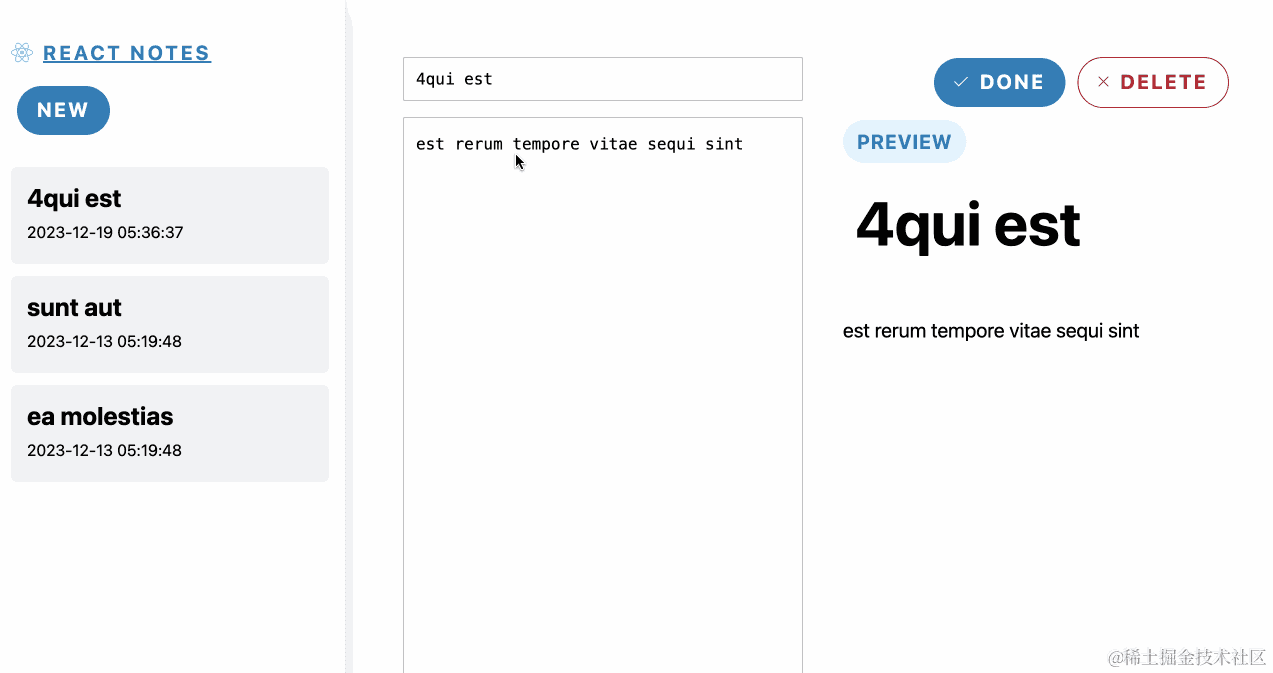 REACT NOTES
NEW
4qui est
2023-12-19 05:36:37
sunt aut
2023-12-13 05:19:48
ea molestias
2023-12-13 05:19:48
4qui est
est rerum tempore vitae sequi sint
DONE
DELETE
PREVIEW
4qui est
est rerum tempore vitae sequi sint
@稀土掘金技术社区